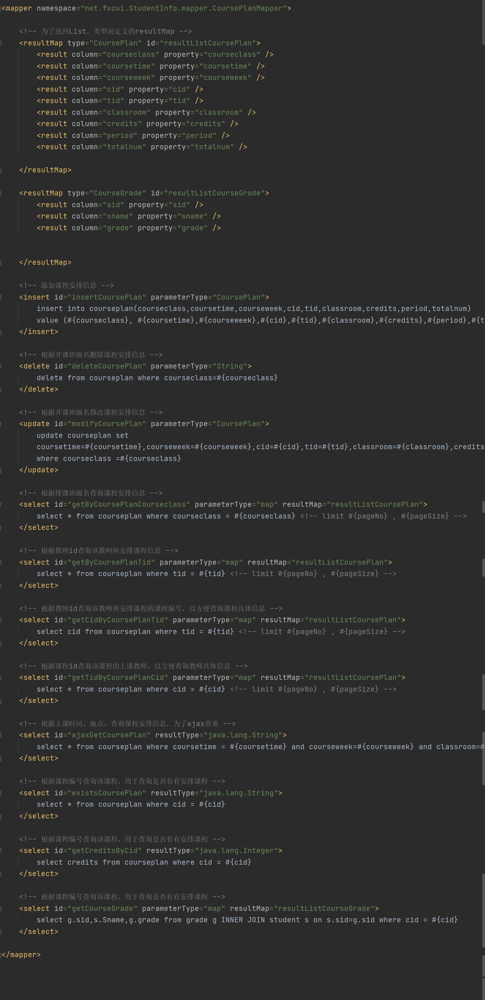 <mapper namespace="net.fuzui.StudentInfo.mapper.CoursePlanMapper">
<!-- 为了返回List，类型而定义的resultMap -->
<resultMap type="CoursePlan" id="resultListCoursePlan">
<result column="courseclass" property="courseclass" />
<result column="coursetime" property="coursetime" />
<result column="courseweek" property="courseweek" />
<result column="cid" property="cid" />
<result column="tid" property="tid" />
<result column="classroom" property="classroom" />
<result column="credits" property="credits" />
<result column="period" property="period" />
<result column="totalnum" property="totalnum" />
</resultMap>
<resultMap type="CourseGrade" id="resultListCourseGrade">
<result column="sid" property="sid" />
<result column="sname" property="sname" />
<result column="grade" property="grade" />
</resultMap>
<!-- 添加课程安排信息 -->
<insert id="insertCoursePlan" parameterType="CoursePlan">
insert into courseplan(courseclass,coursetime,courseweek,cid,tid,classroom,credits,period,totalnum)
value (#{courseclass}, #{coursetime},#{courseweek},#{cid},#{tid},#{classroom},#{credits},#{period},#{t
</insert>
<!-- 根据开课班级名删除课程安排信息 -->
<delete id="deleteCoursePlan" parameterType="String">
delete from courseplan where courseclass=#{courseclass}
</delete>
<!-- 根据开课班级名修改课程安排信息 -->
<update id="modifyCoursePlan" parameterType="CoursePlan">
update courseplan set
coursetime=#{coursetime},courseweek=#{courseweek},cid=#{cid},tid=#{tid},classroom=#{classroom},credits
where courseclass =#{courseclass}
</update>
<!-- 根据排课班级名查询课程安排信息 -->
<select id="getByCoursePlanCourseclass" parameterType="map" resultMap="resultListCoursePlan">
select * from courseplan where courseclass = #{courseclass} <!-- limit #{pageNo} , #{pageSize} -->
</select>
<!-- 根据教师id查询该教师所安排课程信息 -->
<select id="getByCoursePlanTid" parameterType="map" resultMap="resultListCoursePlan">
select * from courseplan where tid = #{tid} <!-- limit #{pageNo} , #{pageSize} -->
</select>
<!-- 根据教师id查询该教师所安排课程的课程编号，以方便查询课程具体信息 -->
<select id="getCidByCoursePlanTid" parameterType="map" resultMap="resultListCoursePlan">
select cid from courseplan where tid = #{tid} <!-- limit #{pageNo} , #{pageSize} -->
</select>
<!-- 根据课程id查询该课程的上课教师，以方便查询教师具体信息 -->
<select id="getTidByCoursePlanCid" parameterType="map" resultMap="resultListCoursePlan">
select * from courseplan where cid = #{cid} <!-- limit #{pageNo} , #{pageSize} -->
</select>
<!-- 根据上课时间、地点、查询课程安排信息，为了ajax查重 -->
<select id="ajaxGetCoursePlan" resultType="java.lang.String">
select * from courseplan where coursetime = #{coursetime} and courseweek=#{courseweek} and classroom=#
</select>
<!-- 根据课程编号查询该课程，用于查询是否有有安排课程 -->
<select id="existsCoursePlan" resultType="java.lang.String">
select * from courseplan where cid = #{cid}
</select>
<!-- 根据课程编号查询该课程，用于查询是否有有安排课程 -->
<select id="getCreditsByCid" resultType="java.lang.Integer">
select credits from courseplan where cid = #{cid}
</select>
<!-- 根据课程编号查询该课程，用于查询是否有有安排课程 -->
<select id="getCourseGrade" parameterType="map" resultMap="resultListCourseGrade">
select g.sid,s.Sname,g.grade from grade g INNER JOIN student s on s.sid=g.sid where cid = #{cid}
</select>
</mapper>